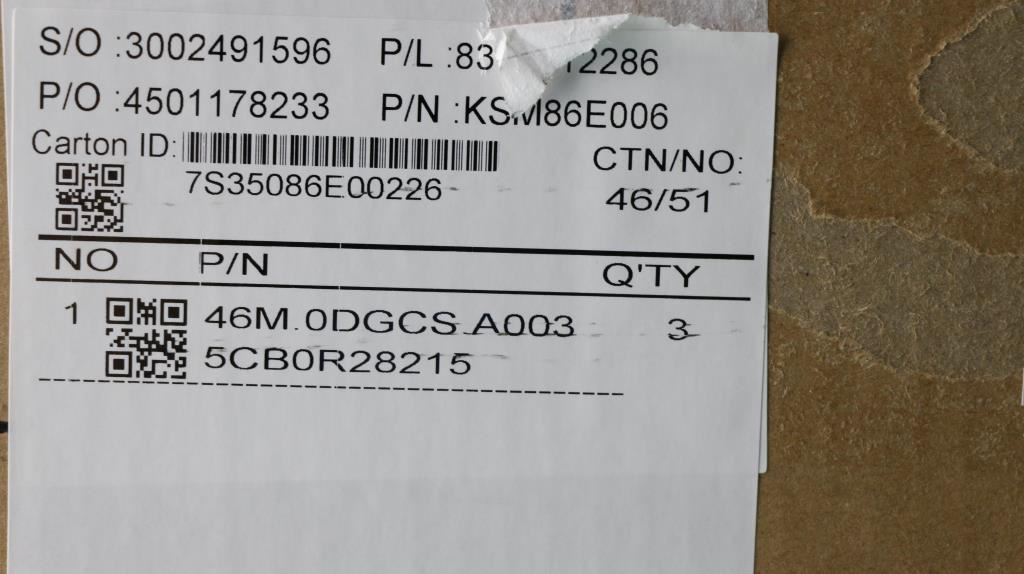 S/O :3002491596 P/L :83 12286
P/O :4501178233 P/N :KSM86E006
Carton ID:
7S35086E00226
CTN/NO:
46/51
NO P/N Q'TY
1 46M.0DGCS.A003 3
5CB0R28215